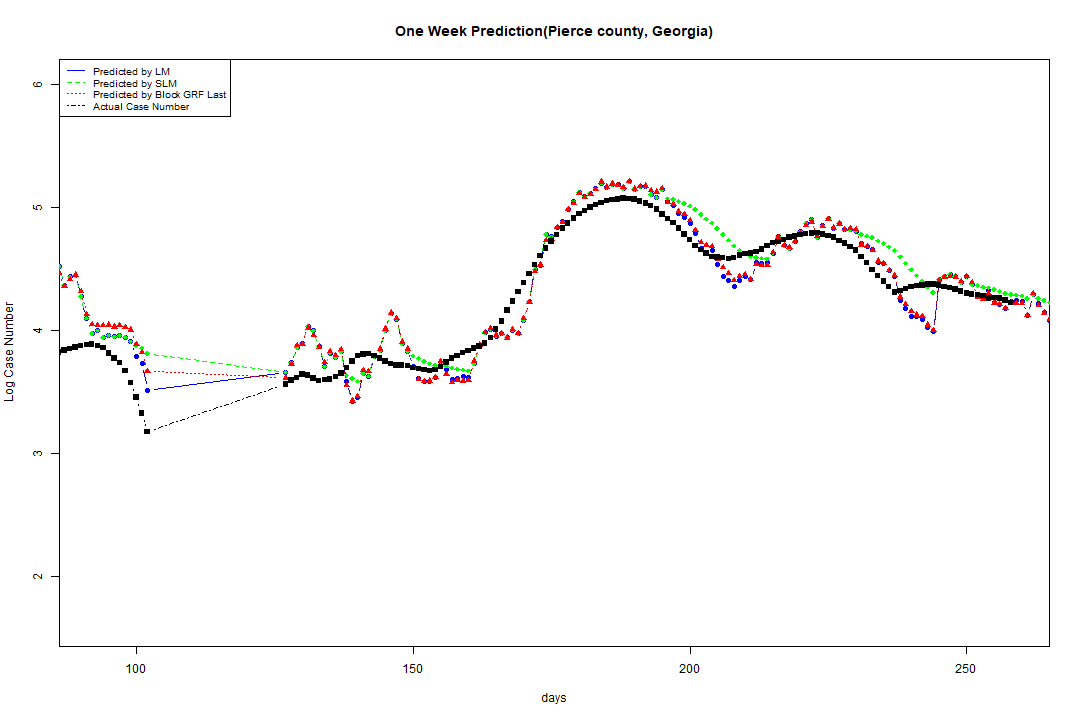 One Week Prediction(Pierce county, Georgia)
Predicted by LM
Predicted by SLM
Predicted by Block GRF Last
Actual Case Number
6
5
4
3
2
Log Case Number
100 150 200 250
days